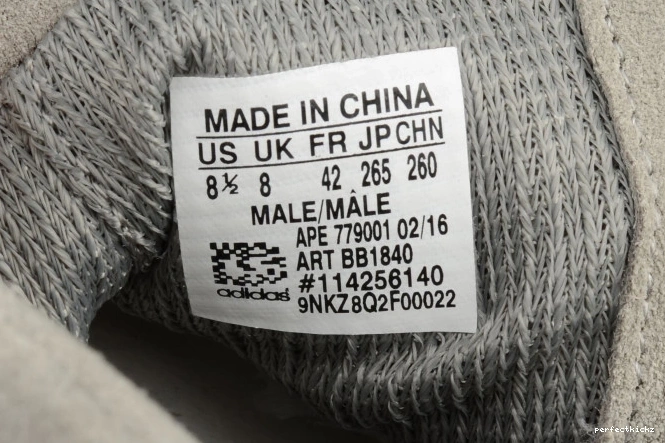 MADE IN CHINA
US UK FR JP CHN
8½ 8 42 265 260
MALE/MÂLE
APE 779001 02/16
ART BB1840
#114256140
adidas
9NKZ8Q2F00022
perfectkickz